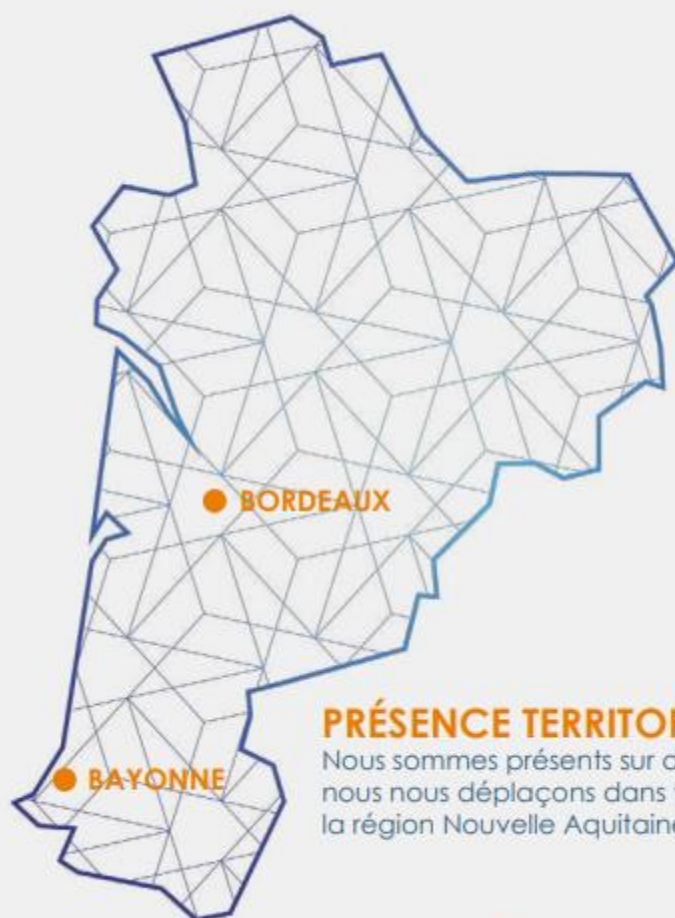 BORDEAUX
BAYONNE
PRÉSENCE
Nous sommes présents sur
nous nous déplaçons dans
la région Nouvelle Aquitaine